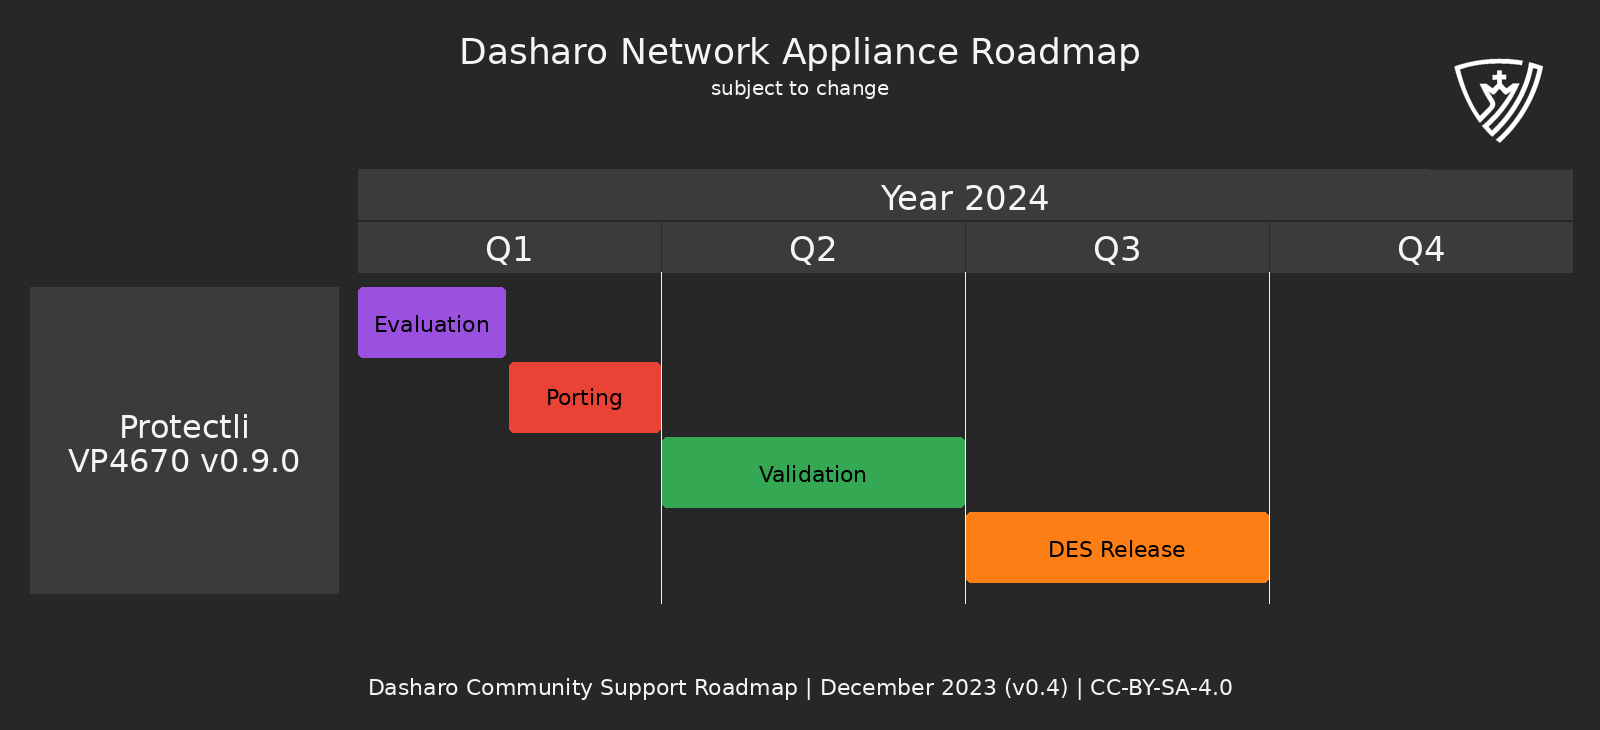 Dasharo Network Appliance Roadmap
subject to change
Year 2024
Q1 Q2 Q3 Q4
Evaluation
Porting
Protectli
VP4670 v0.9.0
Validation
DES Release
Dasharo Community Support Roadmap | December 2023 (v0.4) | CC-BY-SA-4.0